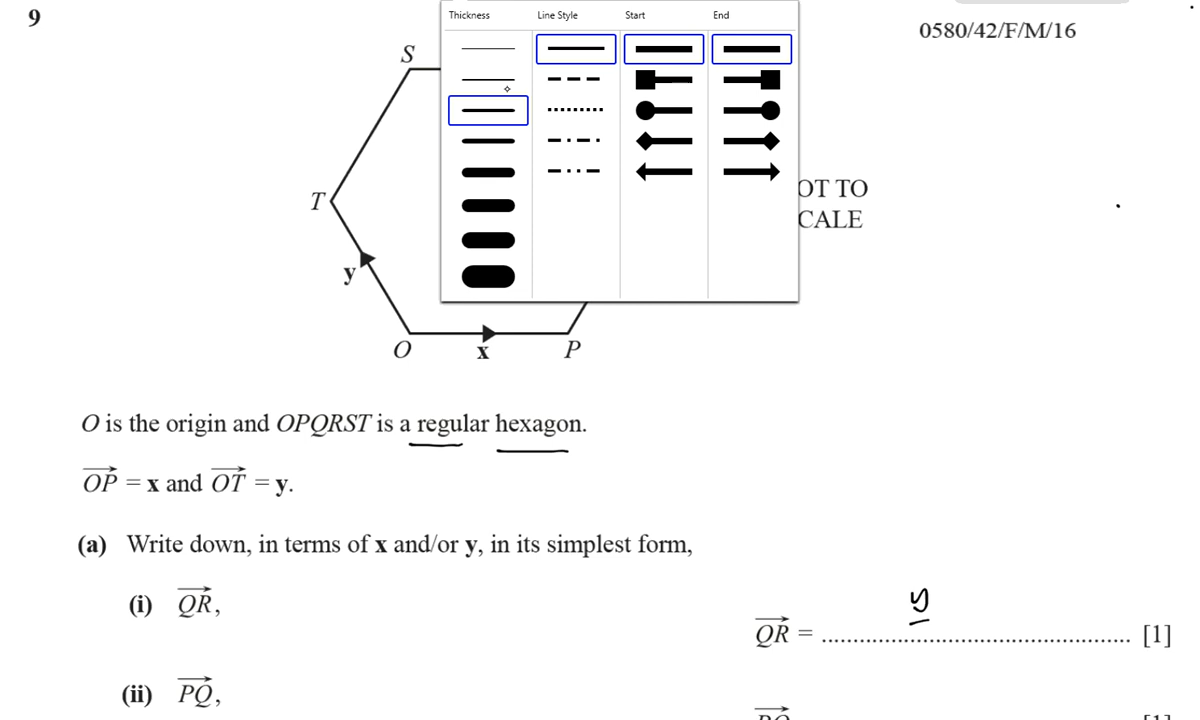 9
Thickness Line Style Start End
0580/42/F/M/16
S
T
OT TO
CALE
y
O
x
P
O is the origin and OPQRST is a regular hexagon.
OP = x and OT = y.
(a) Write down, in terms of x and/or y, in its simplest form,
(i) QR,
y
QR = .................................................. [1]
(ii) PQ,
PQ
[1]